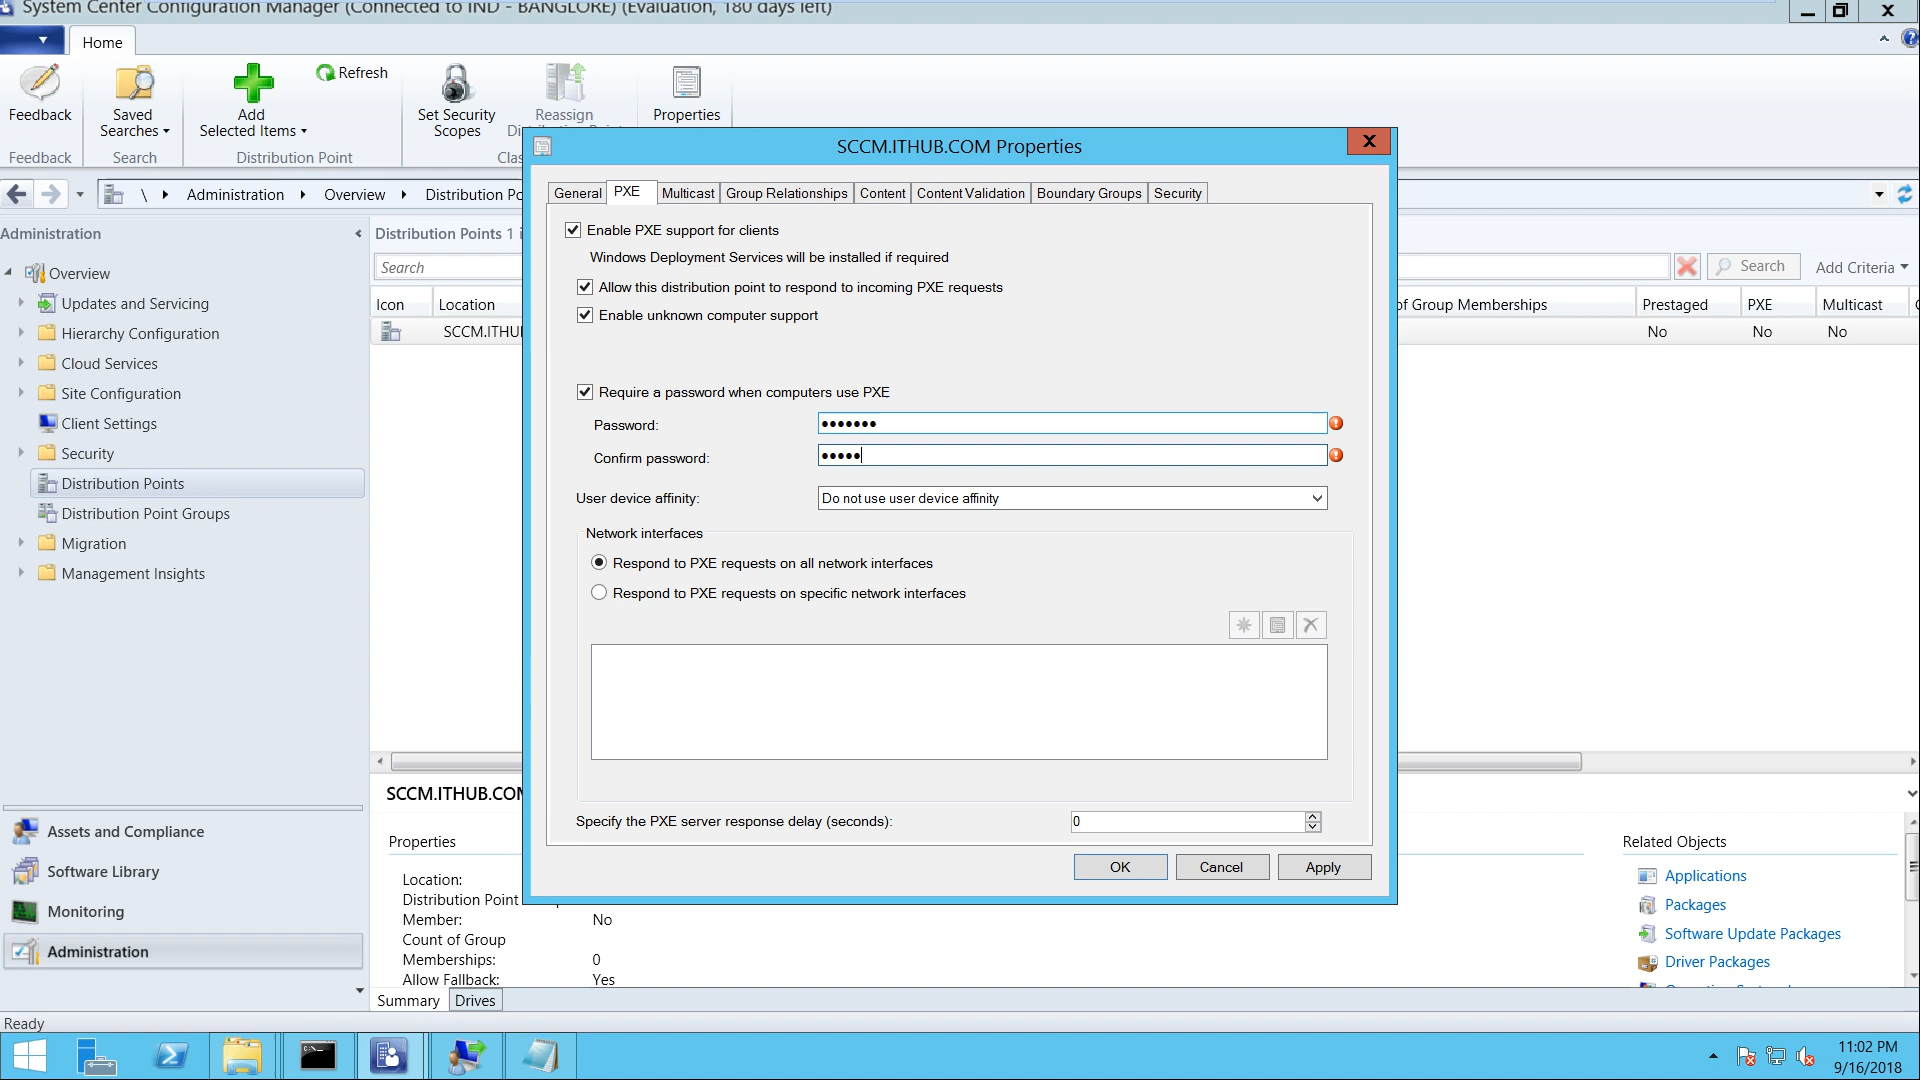 System Center Configuration Manager (Connected to IND - BANGLORE) (Evaluation, 180 days left)
Home
Feedback
Saved
Searches
Add
Selected Items
Refresh
Set Security
Scopes
Reassign
Properties
Feedback
Search
Distribution Point
\ Administration Overview Distribution Po
Administration
Overview
Updates and Servicing
Hierarchy Configuration
Cloud Services
Site Configuration
Client Settings
Security
Distribution Points
Distribution Point Groups
Migration
Management Insights
Assets and Compliance
Software Library
Monitoring
Administration
Distribution Points 1 i
Search
Search
Add Criteria
Icon Location of Group Memberships Prestaged PXE Multicast
SCCM.ITHU No No No
SCCM.ITHUB.COM Properties
General PXE Multicast Group Relationships Content Content Validation Boundary Groups Security
Enable PXE support for clients
Windows Deployment Services will be installed if required
Allow this distribution point to respond to incoming PXE requests
Enable unknown computer support
Require a password when computers use PXE
Password: •••••••
Confirm password: •••••
User device affinity: Do not use user device affinity
Network interfaces
Respond to PXE requests on all network interfaces
Respond to PXE requests on specific network interfaces
Specify the PXE server response delay (seconds): 0
OK Cancel Apply
SCCM.ITHUB.COM
Properties
Location:
Distribution Point
Member: No
Count of Group
Memberships: 0
Allow Fallback: Yes
Summary Drives
Related Objects
Applications
Packages
Software Update Packages
Driver Packages
Ready
11:02 PM
9/16/2018